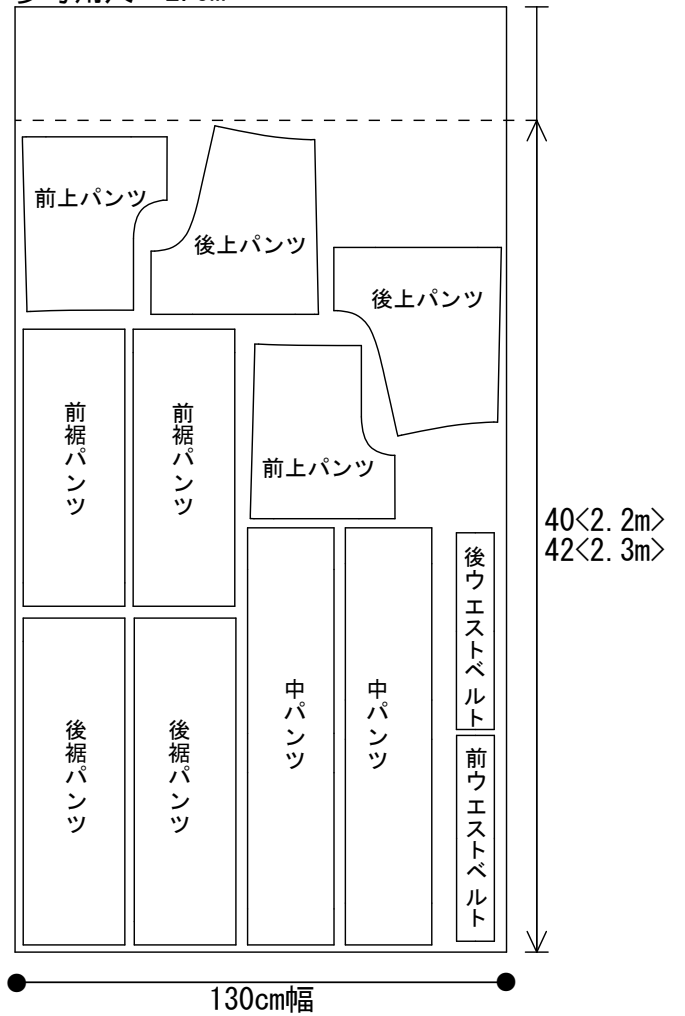 前上パンツ
後上パンツ
後上パンツ
前裾パンツ
前裾パンツ
前上パンツ
40<2.2m>
42<2.3m>
後ウエストベルト
中パンツ
中パンツ
後裾パンツ
後裾パンツ
前ウエストベルト
130cm幅